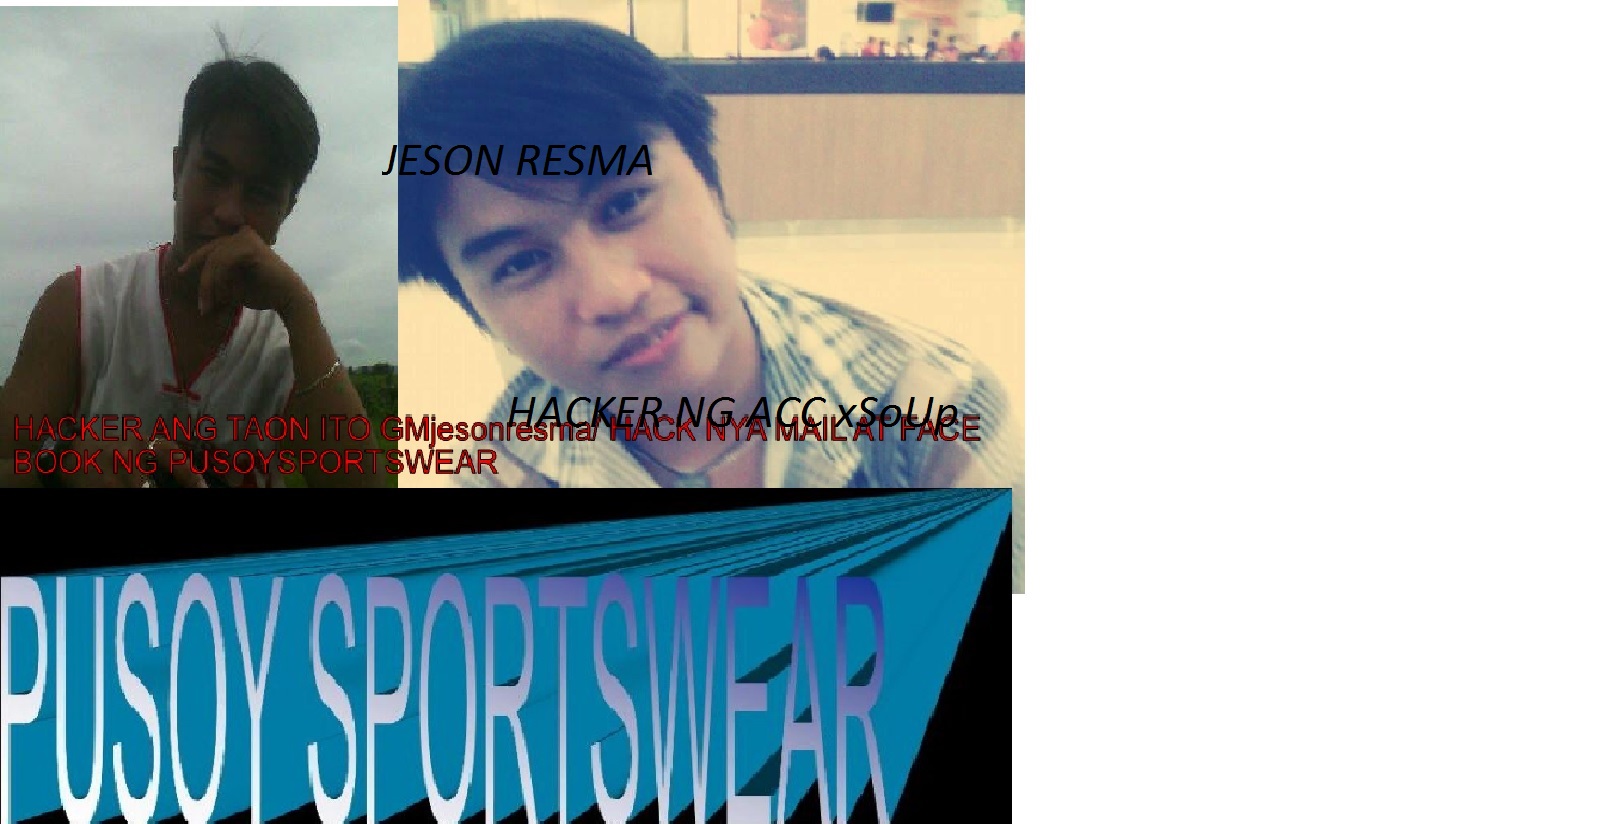 JESON RESMA
HACKER NG ACC xSoUp
HACKER ANG TAON ITO GMjesonresma/ HACK NYA MAIL AT FACE
BOOK NG PUSOYSPORTSWEAR
PUSOY SPORTSWEAR